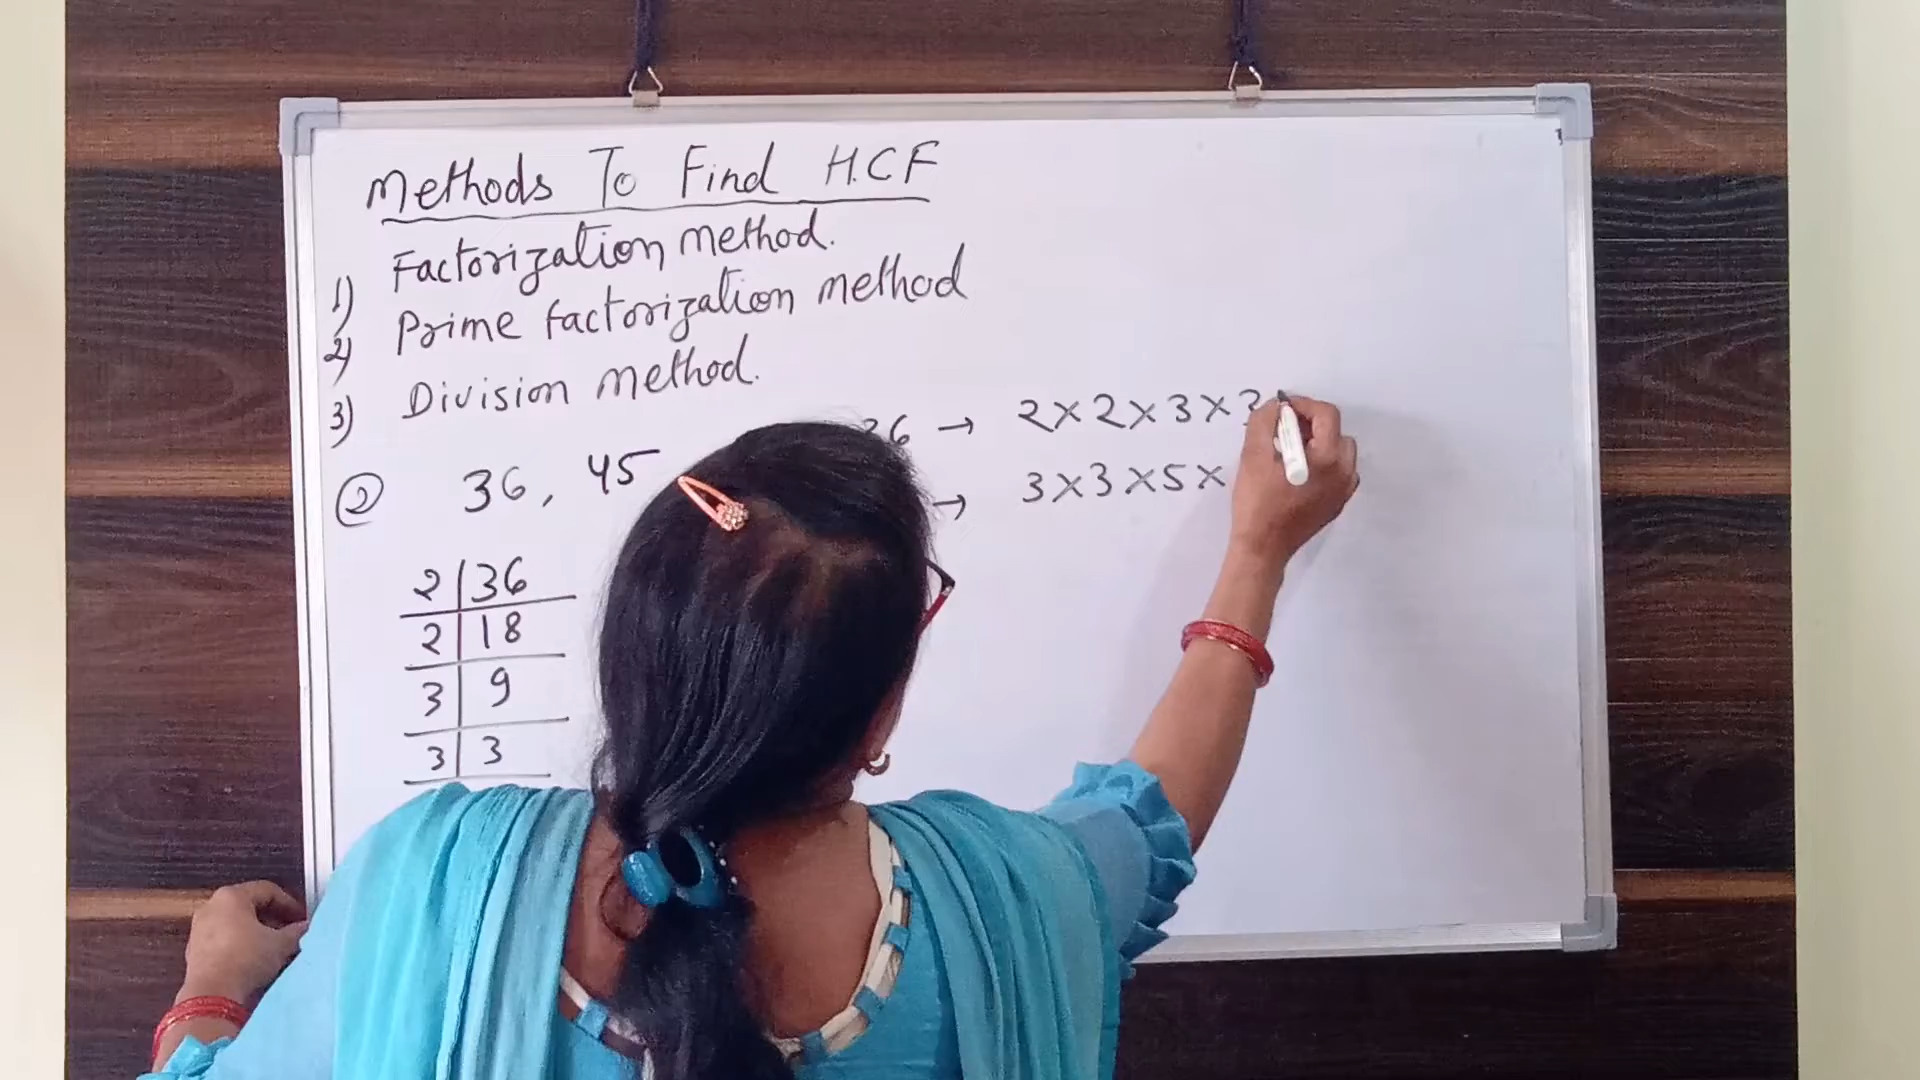 Methods To Find H.C.F
1) Factorization method.
2) Prime factorization method
3) Division method.
② 36, 45
36 → 2×2×3×3
→ 3×3×5×
2 | 36
2 | 18
3 | 9
3 | 3